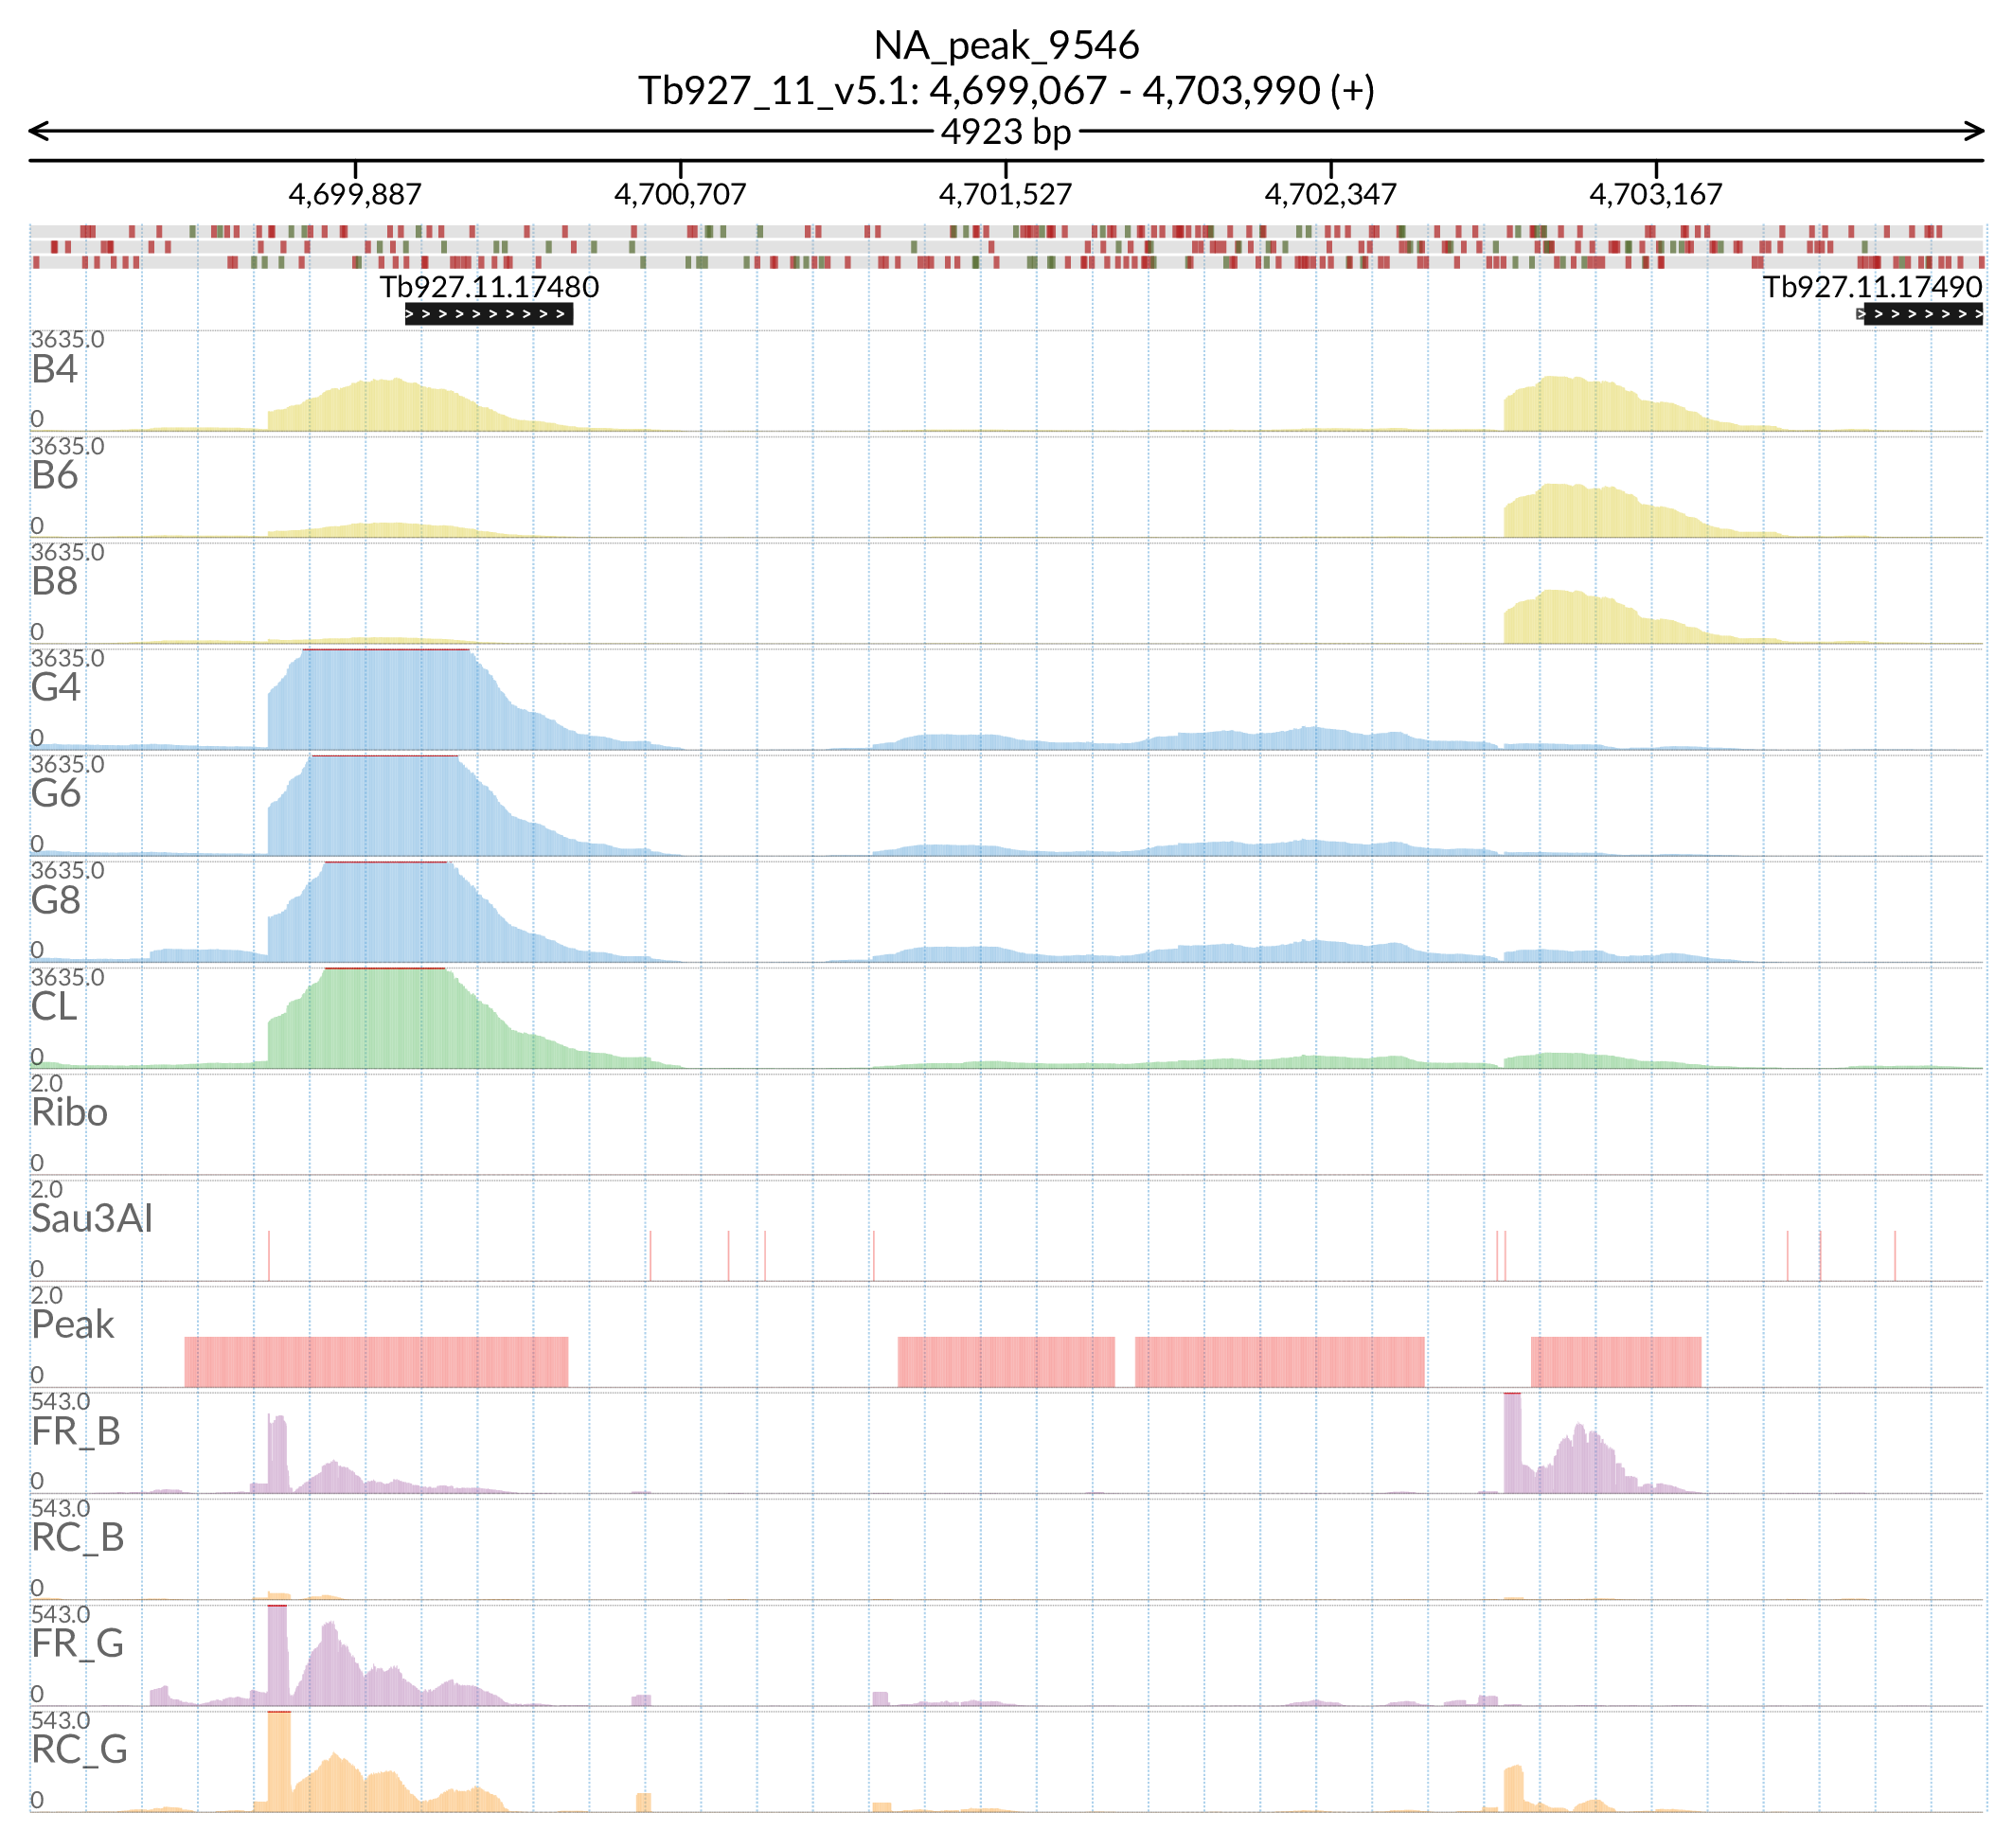 NA_peak_9546
Tb927_11_v5.1: 4,699,067 - 4,703,990 (+)
4923 bp
4,699,887 4,700,707 4,701,527 4,702,347 4,703,167
Tb927.11.17480 Tb927.11.17490
3635.0
B4
0
3635.0
B6
0
3635.0
B8
0
3635.0
G4
0
3635.0
G6
0
3635.0
G8
0
3635.0
CL
0
2.0
Ribo
0
2.0
Sau3AI
0
2.0
Peak
0
543.0
FR_B
0
543.0
RC_B
0
543.0
FR_G
0
543.0
RC_G
0